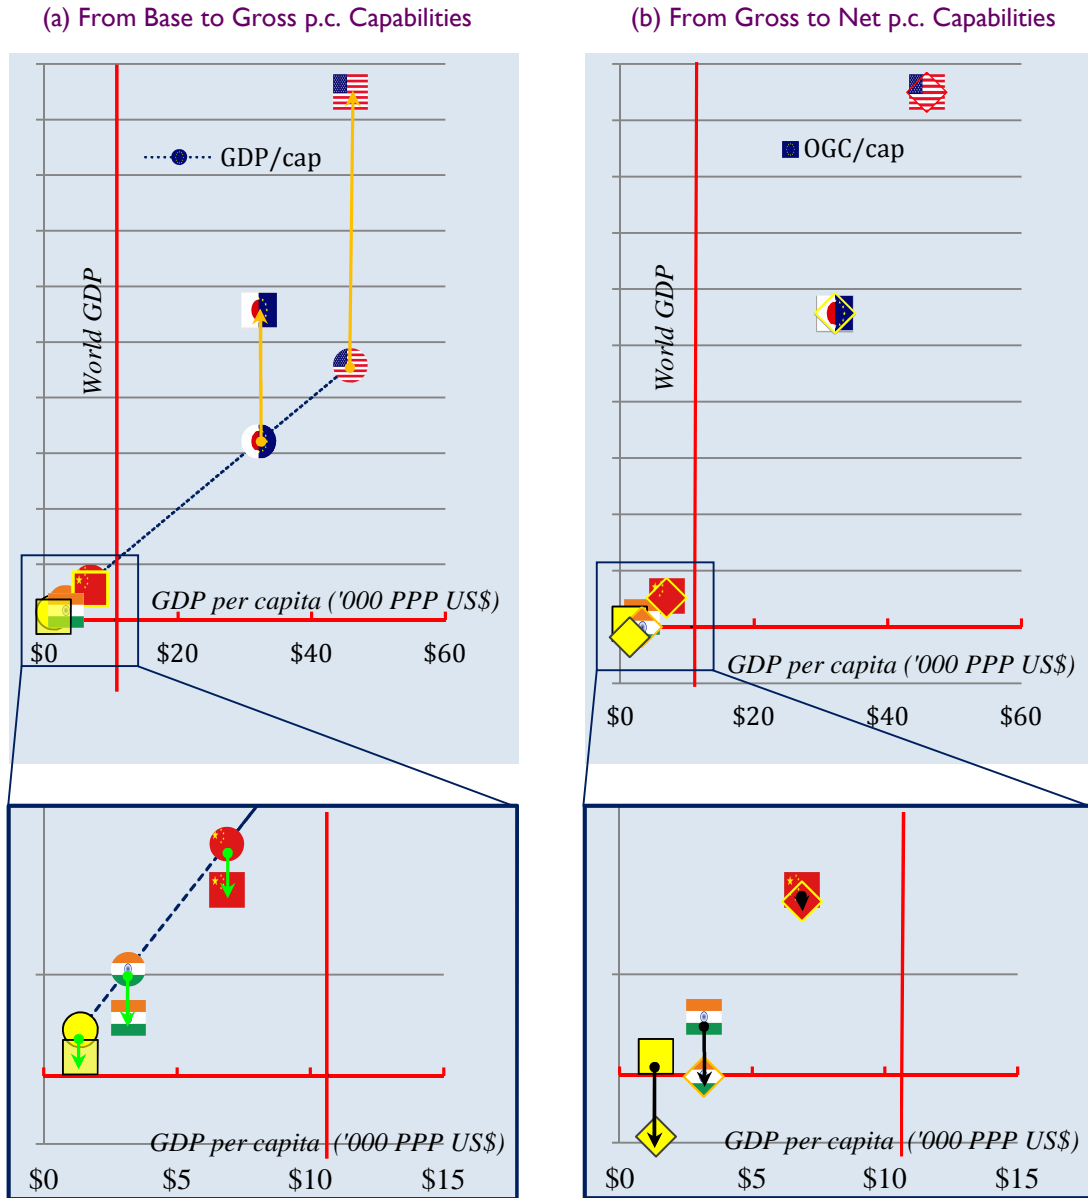 (a) From Base to Gross p.c. Capabilities
(b) From Gross to Net p.c. Capabilities
GDP/cap
World GDP
GDP per capita ('000 PPP US$)
$0 $20 $40 $60
OGC/cap
World GDP
GDP per capita ('000 PPP US$)
$0 $20 $40 $60
GDP per capita ('000 PPP US$)
$0 $5 $10 $15
GDP per capita ('000 PPP US$)
$0 $5 $10 $15